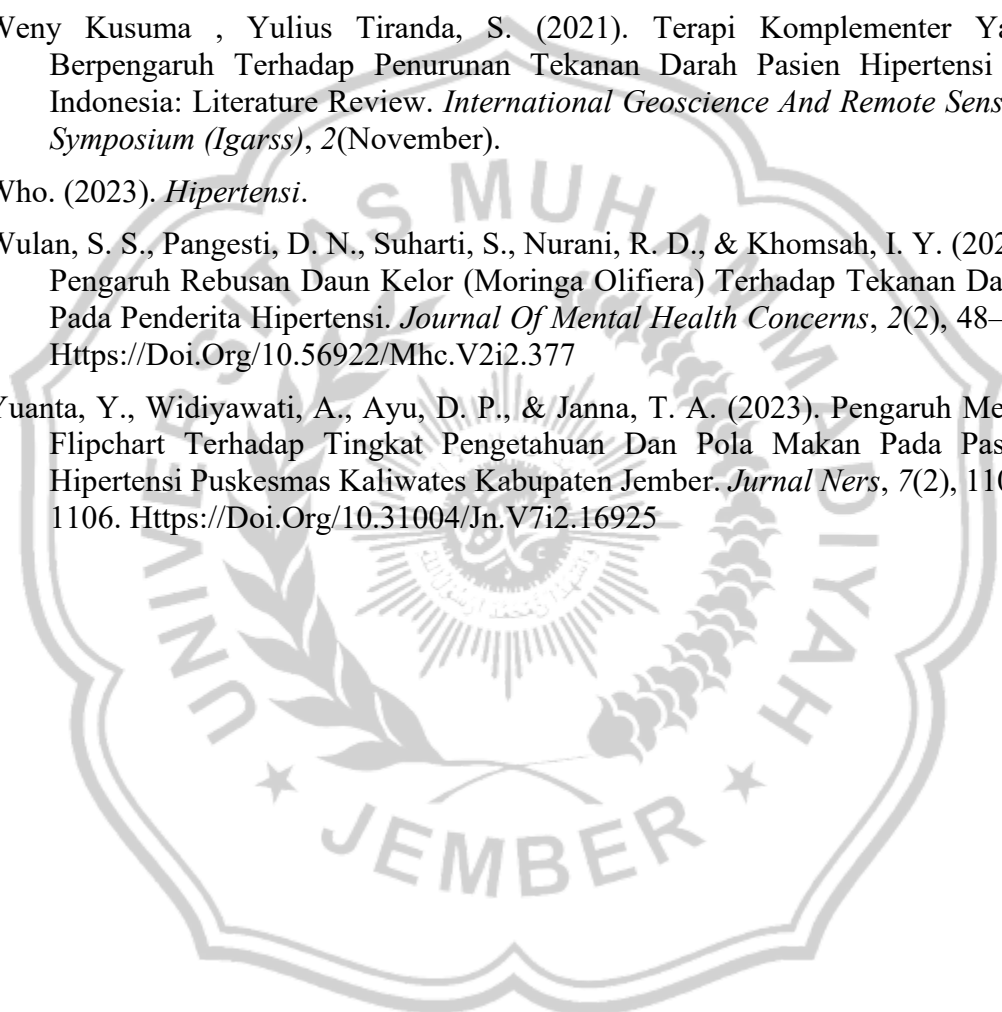 Weny Kusuma , Yulius Tiranda, S. (2021). Terapi Komplementer Ya
Berpengaruh Terhadap Penurunan Tekanan Darah Pasien Hipertensi
Indonesia: Literature Review. International Geoscience And Remote Sens
Symposium (Igarss), 2(November).
Who. (2023). Hipertensi.
Wulan, S. S., Pangesti, D. N., Suharti, S., Nurani, R. D., & Khomsah, I. Y. (202
Pengaruh Rebusan Daun Kelor (Moringa Olifiera) Terhadap Tekanan Da
Pada Penderita Hipertensi. Journal Of Mental Health Concerns, 2(2), 48–
Https://Doi.Org/10.56922/Mhc.V2i2.377
Yuanta, Y., Widiyawati, A., Ayu, D. P., & Janna, T. A. (2023). Pengaruh Me
Flipchart Terhadap Tingkat Pengetahuan Dan Pola Makan Pada Pas
Hipertensi Puskesmas Kaliwates Kabupaten Jember. Jurnal Ners, 7(2), 110
1106. Https://Doi.Org/10.31004/Jn.V7i2.16925
UNIVERSITAS MUHAMMADIYAH
JEMBER